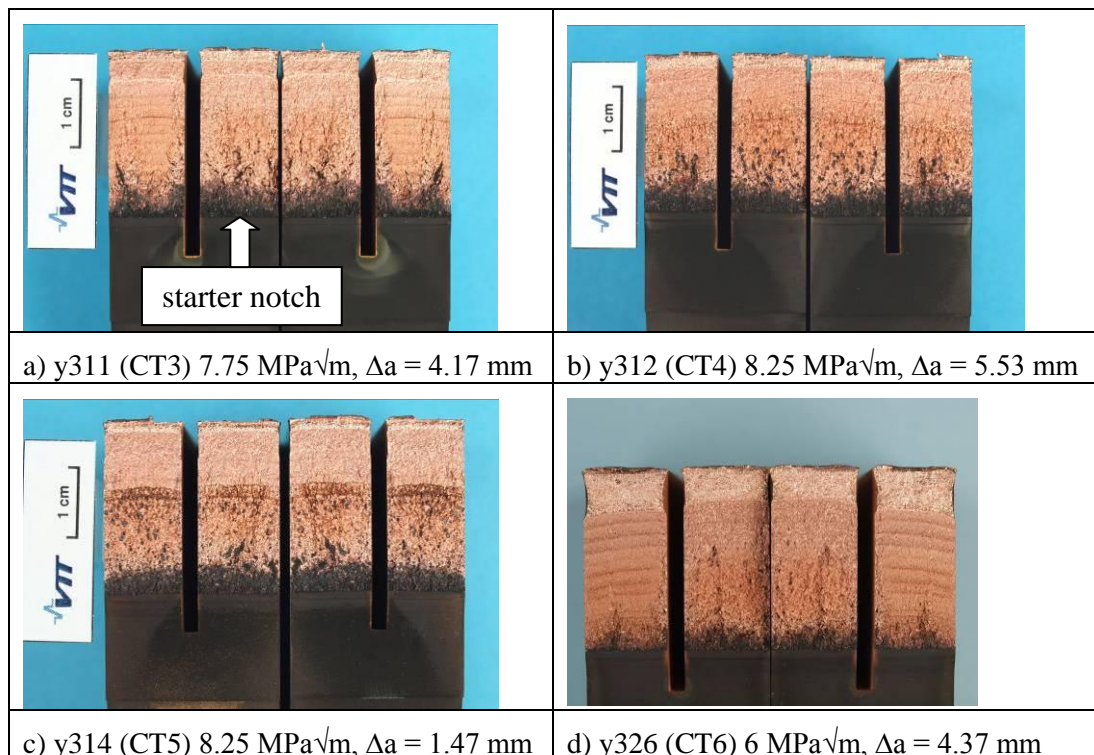 1 cm
VTT
starter notch
1 cm
VTT
a) y311 (CT3) 7.75 MPa√m, Δa = 4.17 mm
b) y312 (CT4) 8.25 MPa√m, Δa = 5.53 mm
1 cm
VTT
c) y314 (CT5) 8.25 MPa√m, Δa = 1.47 mm
d) y326 (CT6) 6 MPa√m, Δa = 4.37 mm